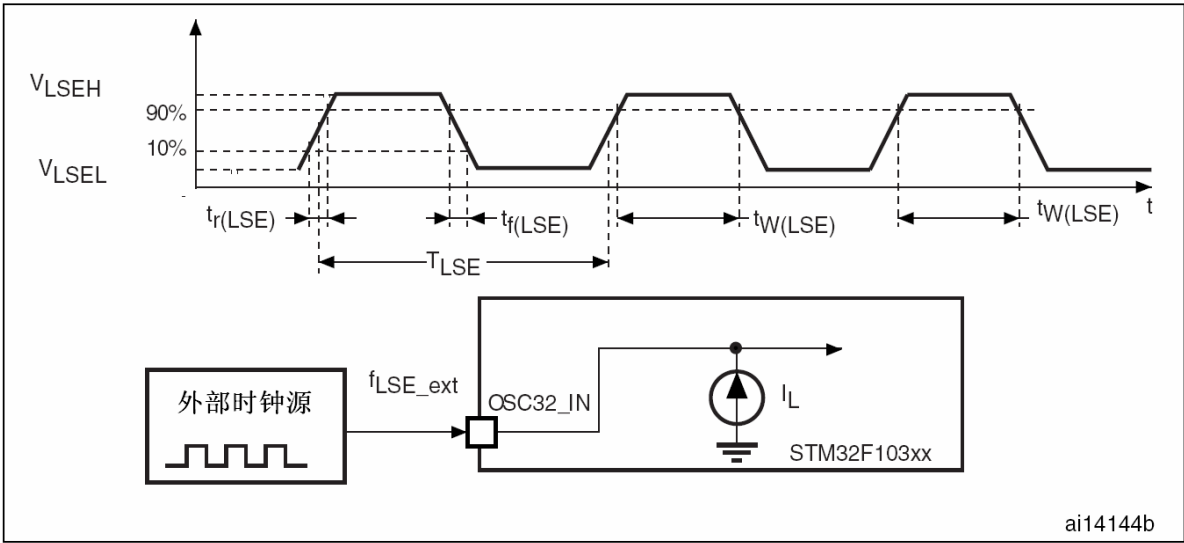 VLSEH
90%
10%
VLSEL
tr(LSE)
tf(LSE)
tW(LSE)
tW(LSE)
t
TLSE
外部时钟源
fLSE_ext
OSC32_IN
IL
STM32F103xx
ai14144b